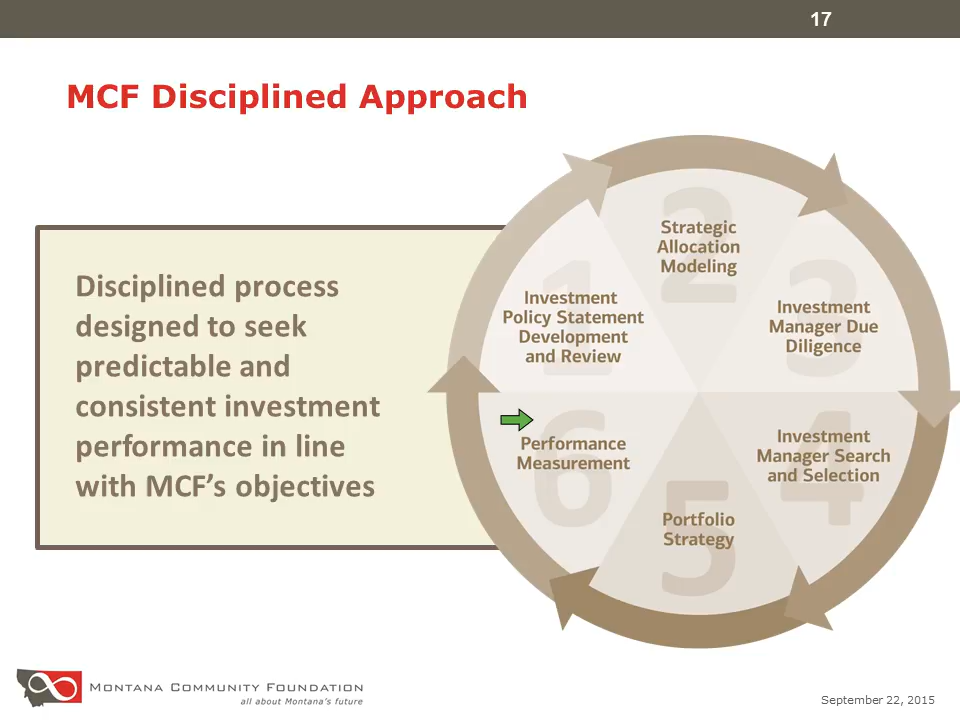 17
MCF Disciplined Approach
Disciplined process
designed to seek
predictable and
consistent investment
performance in line
with MCF’s objectives
1
Investment
Policy Statement
Development
and Review
2
Strategic
Allocation
Modeling
3
Investment
Manager Due
Diligence
4
Investment
Manager Search
and Selection
5
Portfolio
Strategy
6
Performance
Measurement
Montana Community Foundation
all about Montana's future
September 22, 2015